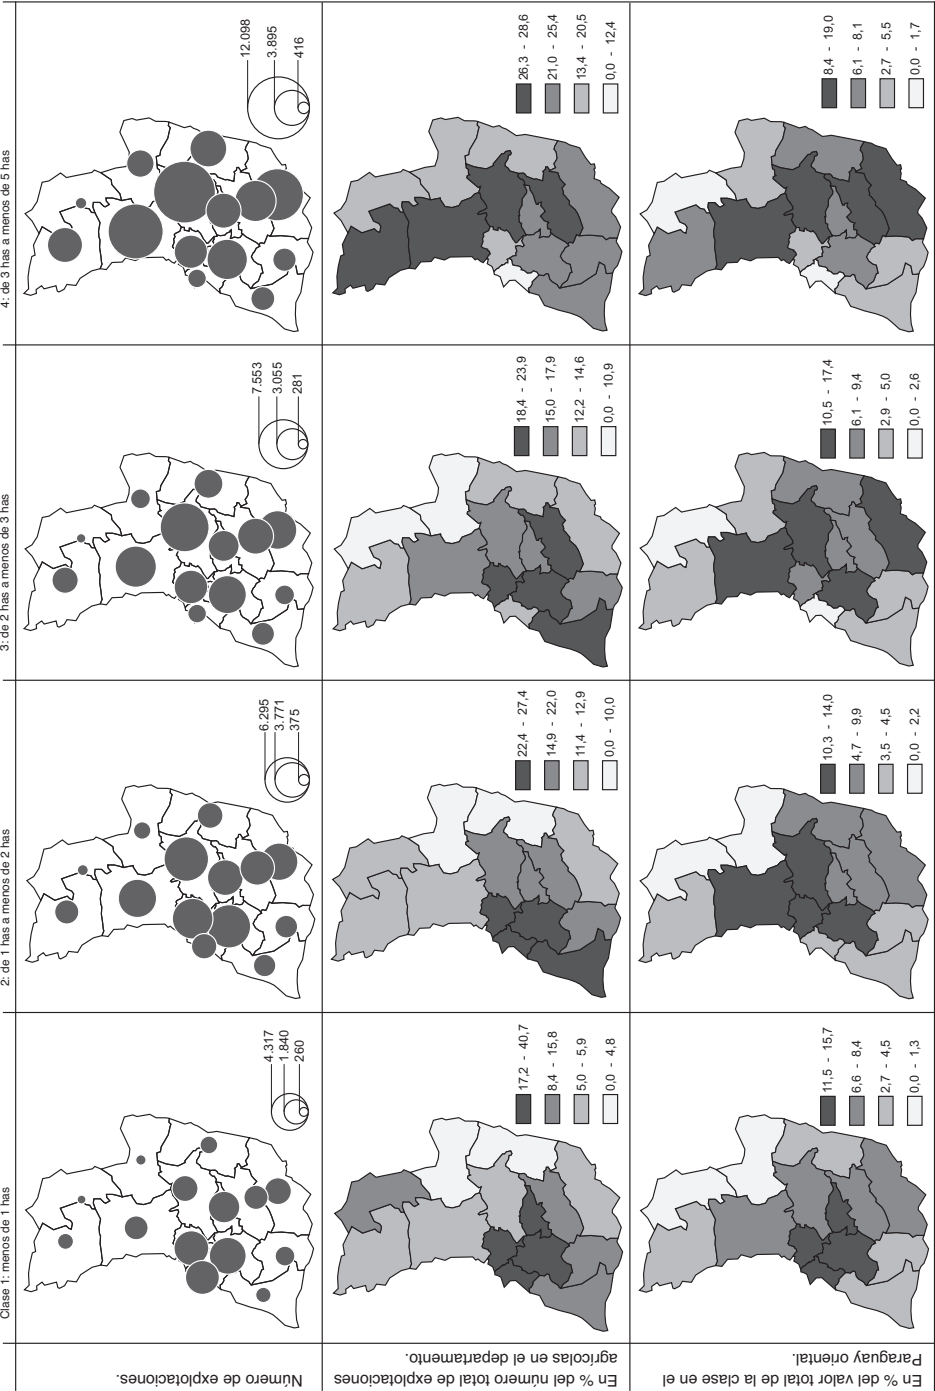 Clase 1: menos de 1 has
2: de 1 has a menos de 2 has
3: de 2 has a menos de 3 has
4: de 3 has a menos de 5 has
Número de explotaciones.
4.317
1.840
260
6.295
3.771
375
7.553
3.055
281
12.098
3.895
416
En % del número total de explotaciones
agrícolas en el departamento.
17,2 - 40,7
8,4 - 15,8
5,0 - 5,9
0,0 - 4,8
22,4 - 27,4
14,9 - 22,0
11,4 - 12,9
0,0 - 10,0
18,4 - 23,9
15,0 - 17,9
12,2 - 14,6
0,0 - 10,9
26,3 - 28,6
21,0 - 25,4
13,4 - 20,5
0,0 - 12,4
En % del valor total de la clase en el
Paraguay oriental.
11,5 - 15,7
6,6 - 8,4
2,7 - 4,5
0,0 - 1,3
10,3 - 14,0
4,7 - 9,9
3,5 - 4,5
0,0 - 2,2
10,5 - 17,4
6,1 - 9,4
2,9 - 5,0
0,0 - 2,6
8,4 - 19,0
6,1 - 8,1
2,7 - 5,5
0,0 - 1,7